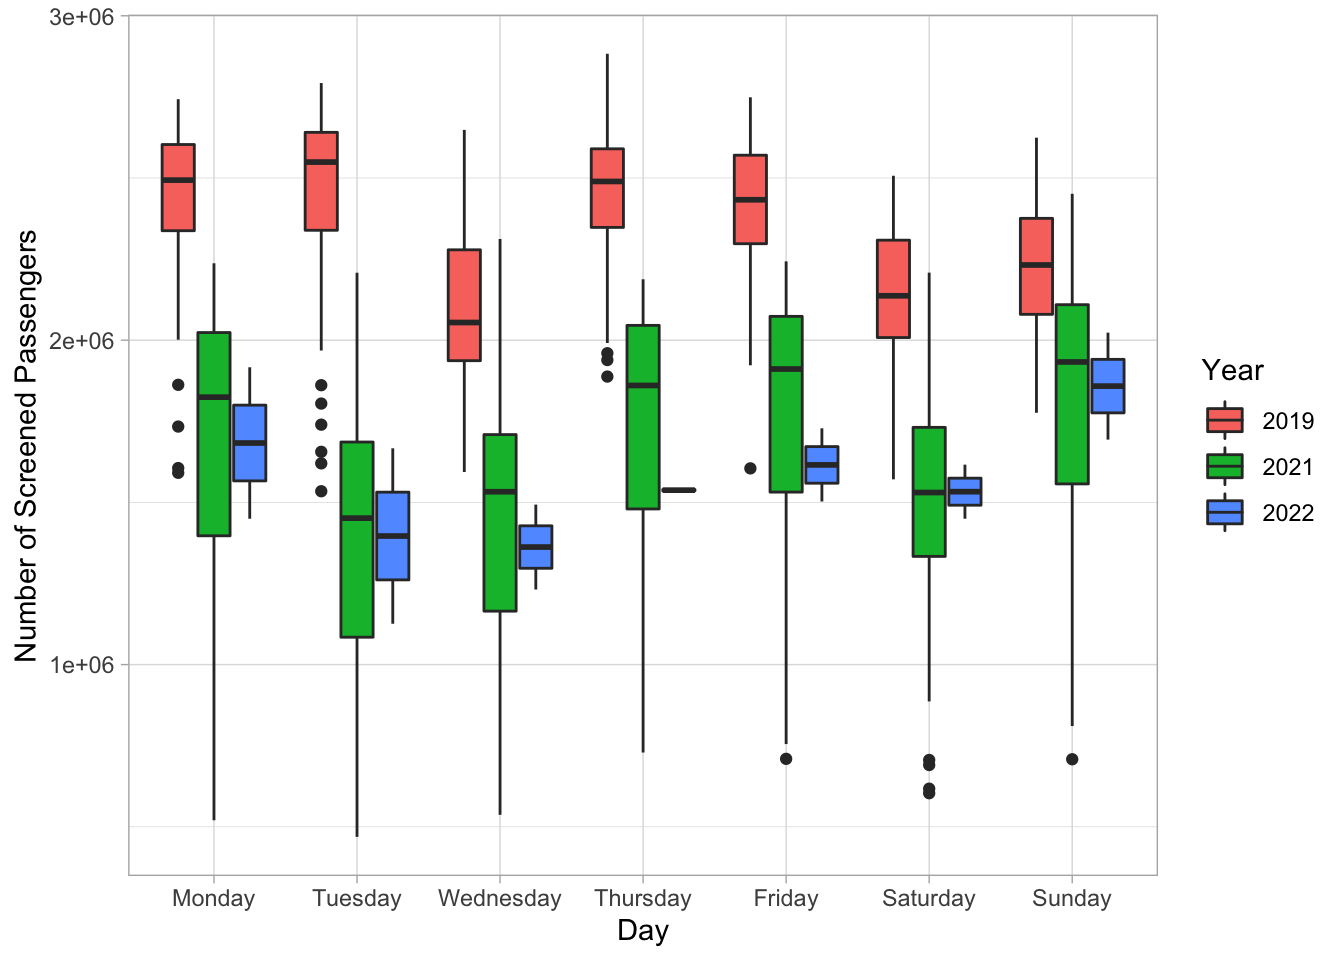 3e+06
2e+06
1e+06
Number of Screened Passengers
Monday Tuesday Wednesday Thursday Friday Saturday Sunday
Day
Year
2019
2021
2022